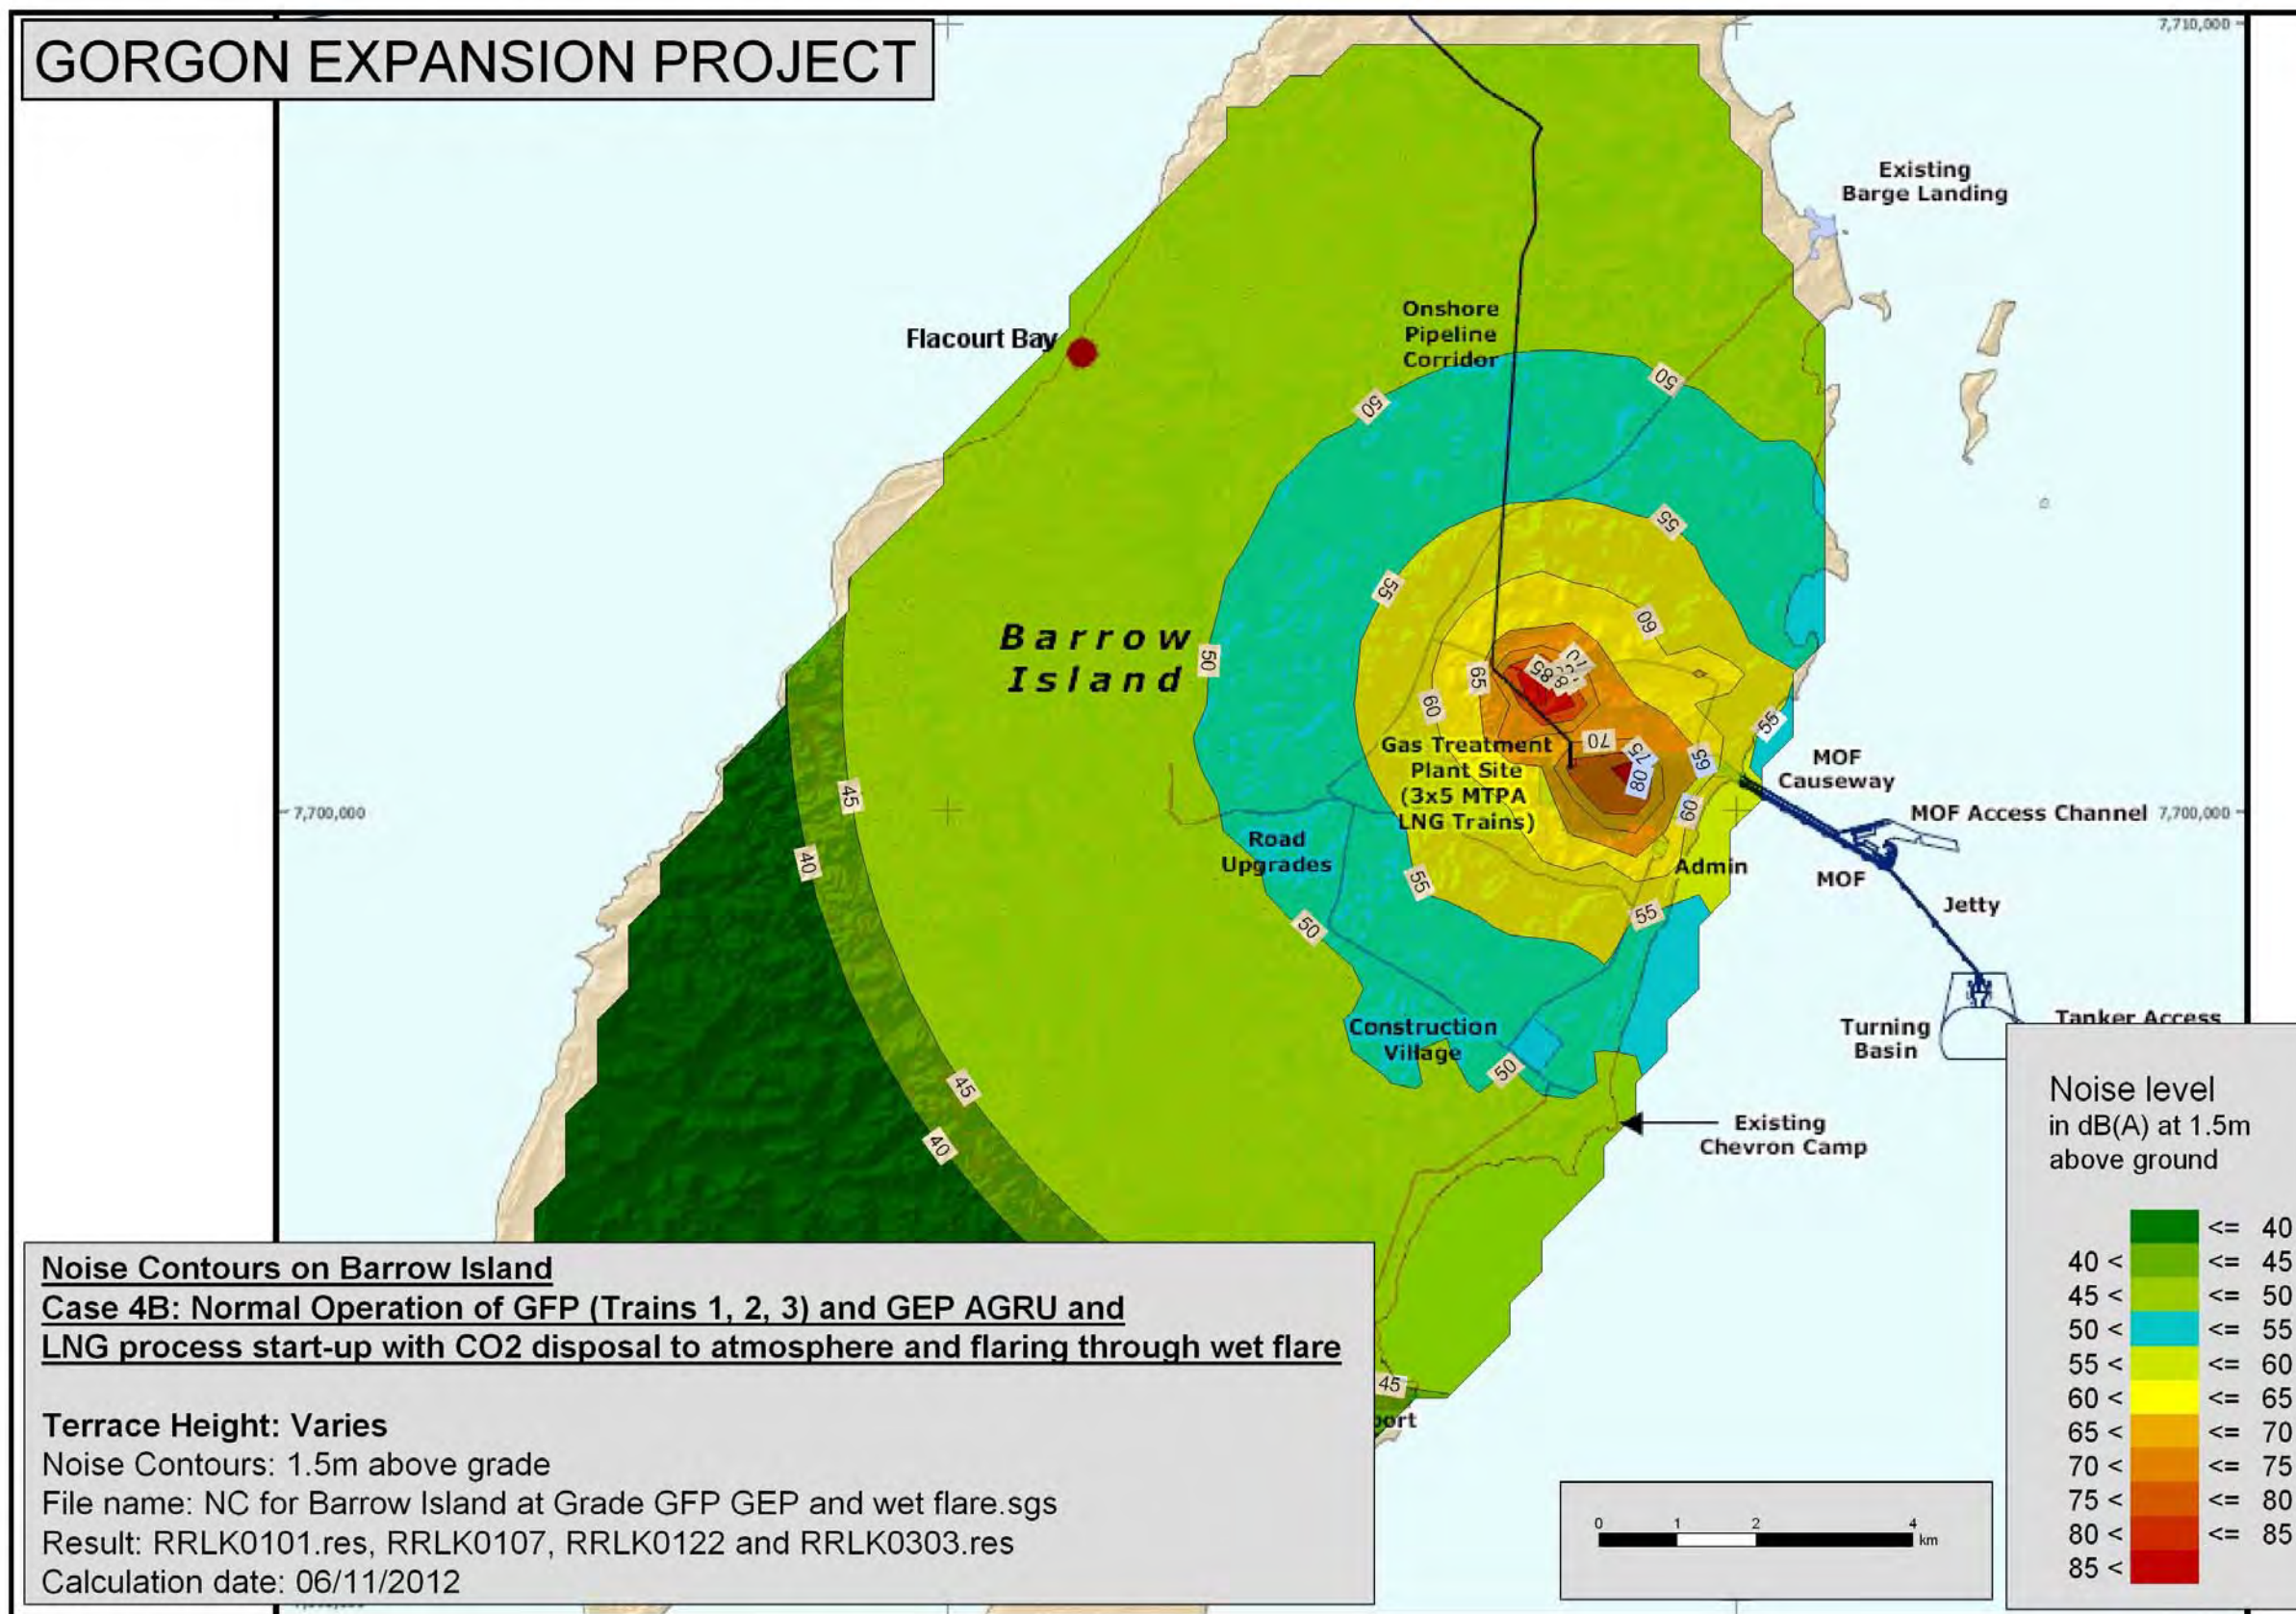 GORGON EXPANSION PROJECT
7,710,000
Existing
Barge Landing
Onshore
Pipeline
Corridor
Flacourt Bay
50
50
55
55
Barrow
Island
50
60
70
85
65
60
55
70
75
80
65
Gas Treatment
Plant Site
(3x5 MTPA
LNG Trains)
MOF
Causeway
45
7,700,000
60
MOF Access Channel
7,700,000
Road
Upgrades
40
Admin
MOF
55
55
Jetty
50
Construction
Village
Turning
Basin
Tanker Access
50
45
40
Existing
Chevron Camp
Noise level
in dB(A) at 1.5m
above ground
<= 40
40 < <= 45
45 < <= 50
50 < <= 55
55 < <= 60
60 < <= 65
65 < <= 70
70 < <= 75
75 < <= 80
80 < <= 85
85 <
Noise Contours on Barrow Island
Case 4B: Normal Operation of GFP (Trains 1, 2, 3) and GEP AGRU and
LNG process start-up with CO2 disposal to atmosphere and flaring through wet flare
45
port
Terrace Height: Varies
Noise Contours: 1.5m above grade
File name: NC for Barrow Island at Grade GFP GEP and wet flare.sgs
Result: RRLK0101.res, RRLK0107, RRLK0122 and RRLK0303.res
Calculation date: 06/11/2012
0 1 2 4
km